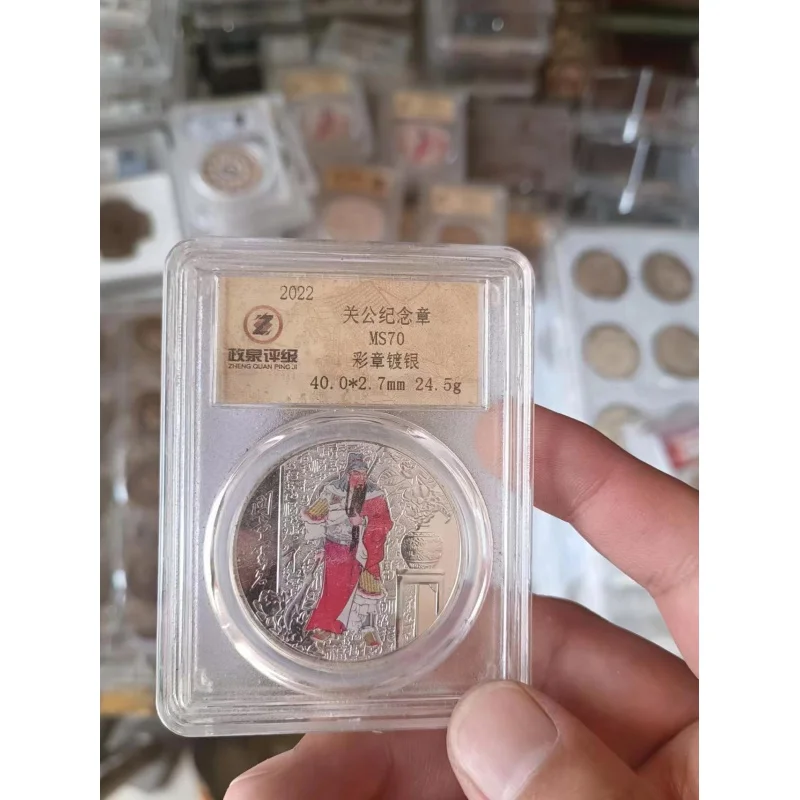 2022
关公纪念章
MS70
彩章镀银
40.0*2.7mm 24.5g
政泉评级
ZHENG QUAN PING JI